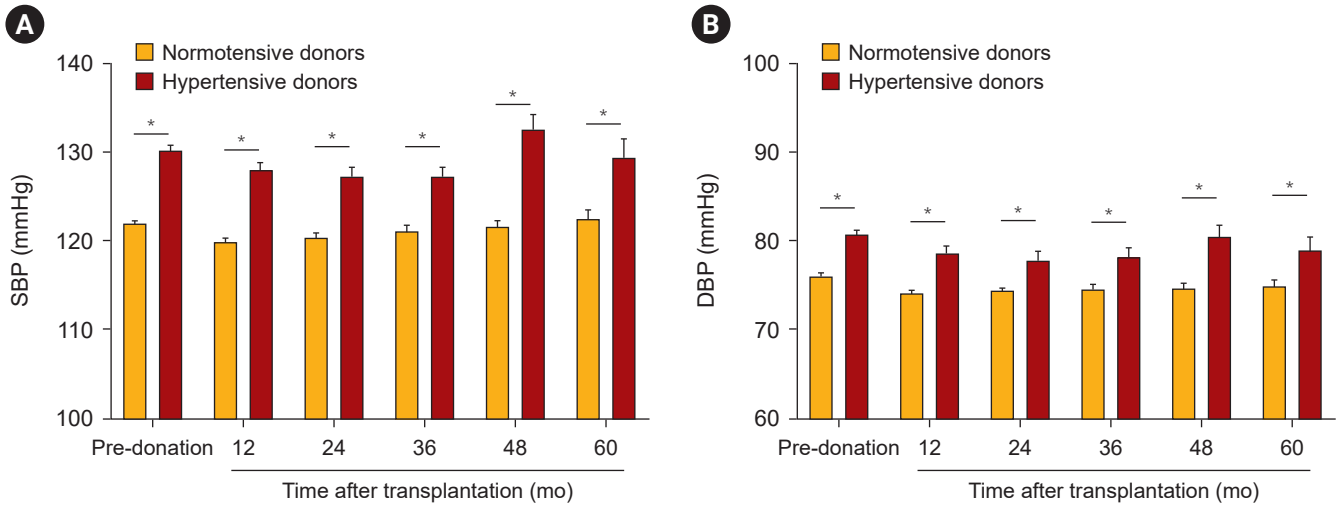 A
Normotensive donors
Hypertensive donors
SBP (mmHg)
140
130
120
110
100
*
*
*
*
*
*
Pre-donation 12 24 36 48 60
Time after transplantation (mo)
B
Normotensive donors
Hypertensive donors
DBP (mmHg)
100
90
80
70
60
*
*
*
*
*
*
Pre-donation 12 24 36 48 60
Time after transplantation (mo)